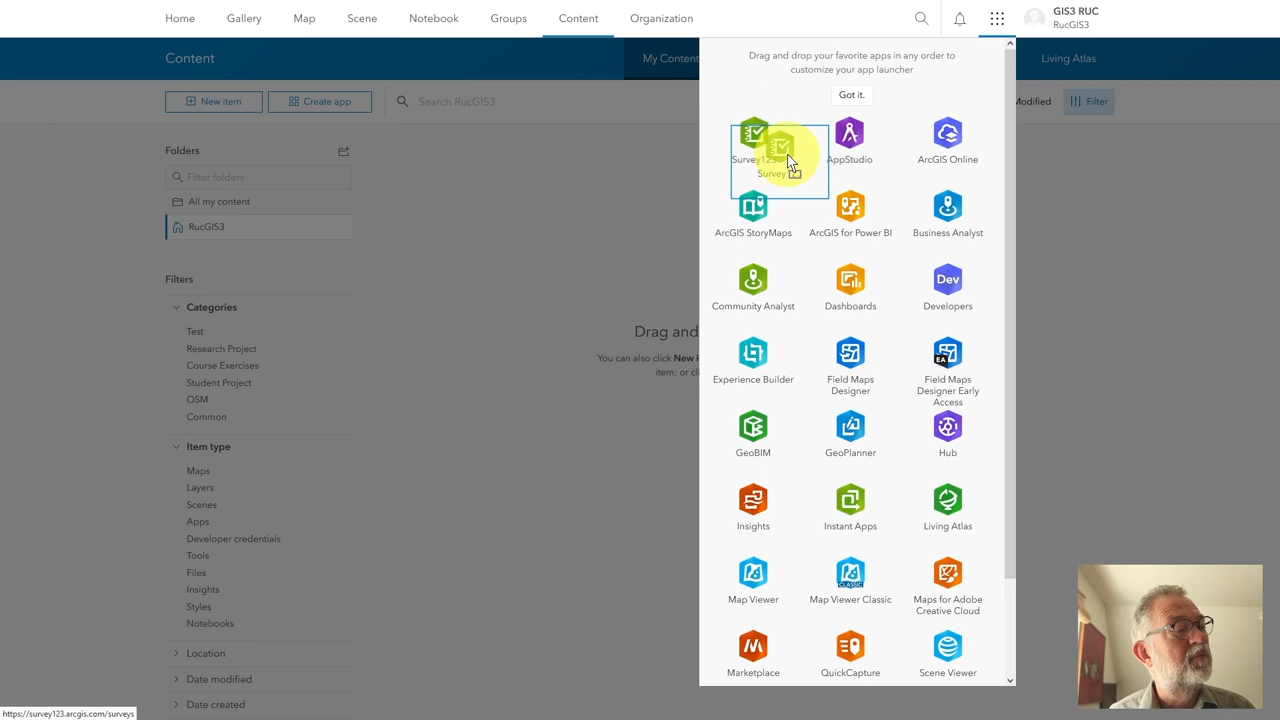 Home
Gallery
Map
Scene
Notebook
Groups
Content
Organization
GIS3 RUC
RucGIS3
Content
My Content
Living Atlas
New item
Create app
Search RucGIS3
Modified
Filter
Folders
Filter folders
All my content
RucGIS3
Filters
Categories
Test
Research Project
Course Exercises
Student Project
OSM
Common
Item type
Maps
Layers
Scenes
Apps
Developer credentials
Tools
Files
Insights
Styles
Notebooks
Location
Date modified
Date created
Drag and
You can also click New i
item; or cli
Drag and drop your favorite apps in any order to
customize your app launcher
Got it.
Survey123
Survey
AppStudio
ArcGIS Online
ArcGIS StoryMaps
ArcGIS for Power BI
Business Analyst
Community Analyst
Dashboards
Dev
Developers
Experience Builder
Field Maps
Designer
EA
Field Maps
Designer Early
Access
GeoBIM
GeoPlanner
Hub
Insights
Instant Apps
Living Atlas
Map Viewer
CLASSIC
Map Viewer Classic
Maps for Adobe
Creative Cloud
Marketplace
QuickCapture
Scene Viewer
https://survey123.arcgis.com/surveys